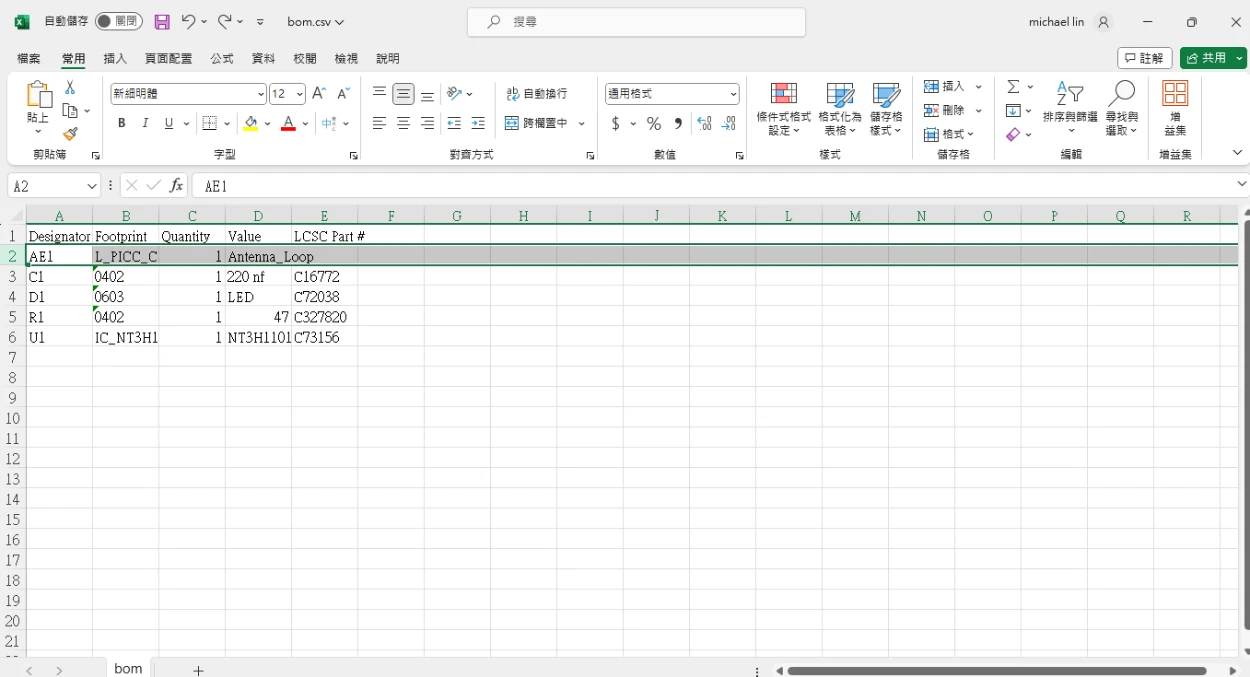 自動儲存 關閉 bom.csv 搜尋 michael lin
檔案 常用 插入 頁面配置 公式 資料 校閱 檢視 說明 註解 共用
貼上 新細明體 12 A A 自動換行 通用格式 條件式格式設定 格式化為表格 儲存格樣式 插入 刪除 格式 排序與篩選 尋找與選取 增益集
B I U A 跨欄置中 $ % ,
剪貼簿 字型 對齊方式 數值 樣式 儲存格 編輯 增益集
A2 fx AE1
A B C D E F G H I J K L M N O P Q R
1 Designator Footprint Quantity Value LCSC Part #
2 AE1 L_PICC_C 1 Antenna_Loop
3 C1 0402 1 220 nf C16772
4 D1 0603 1 LED C72038
5 R1 0402 1 47 C327820
6 U1 IC_NT3H1 1 NT3H1101 C73156
7
8
9
10
11
12
13
14
15
16
17
18
19
20
21
bom